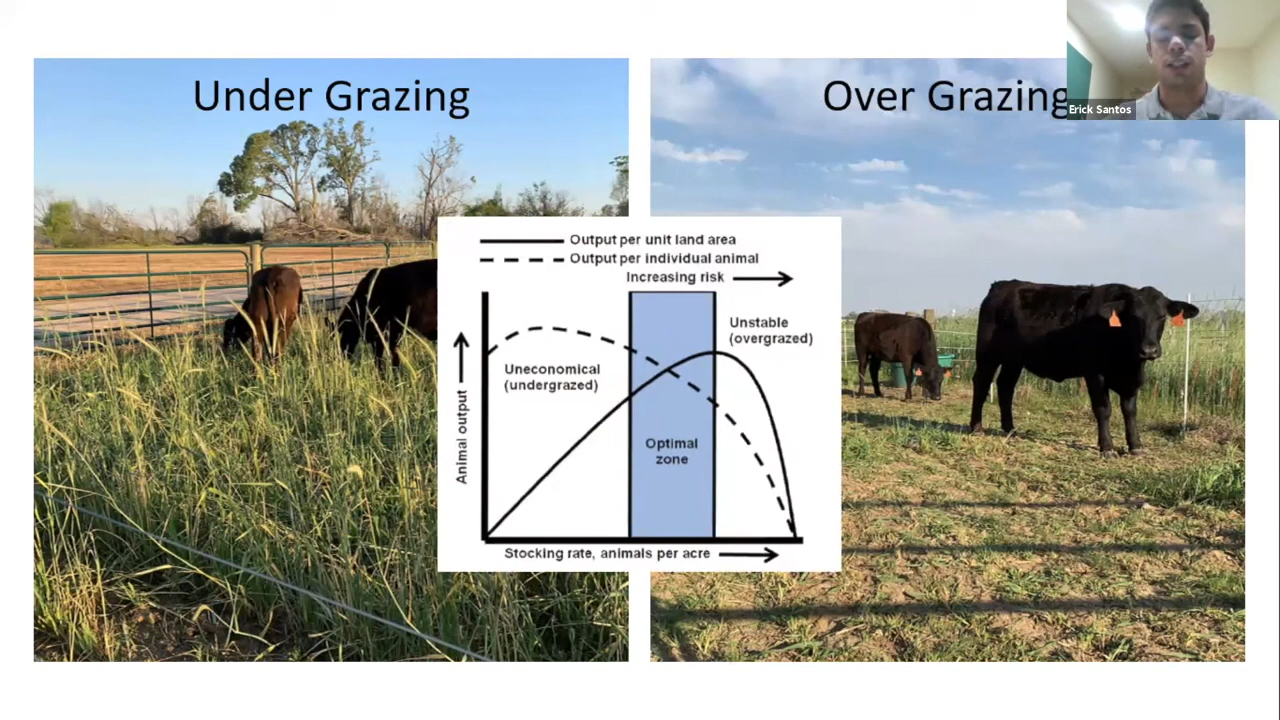 Under Grazing
Over Grazing
Erick Santos
Output per unit land area
Output per individual animal
Increasing risk
Unstable
(overgrazed)
Uneconomical
(undergrazed)
Optimal
zone
Animal output
Stocking rate, animals per acre